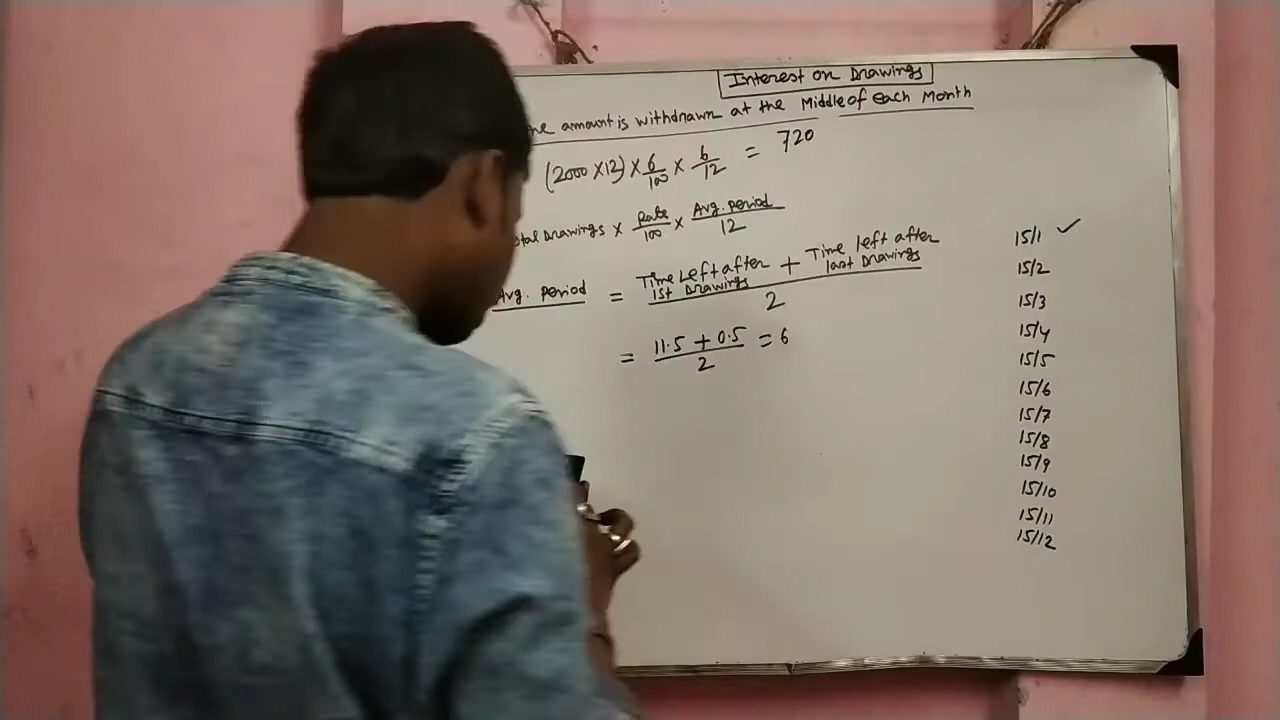 Interest on Drawings
amount is withdrawn at the Middle of each Month
(2000 × 12) × 6/100 × 6/12 = 720
Drawings × Rate/100 × Avg. period/12
Avg. period = Time Left after 1st Drawings + Time left after last Drawings / 2
= 11.5 + 0.5 / 2 = 6
15/1 ✓
15/2
15/3
15/4
15/5
15/6
15/7
15/8
15/9
15/10
15/11
15/12